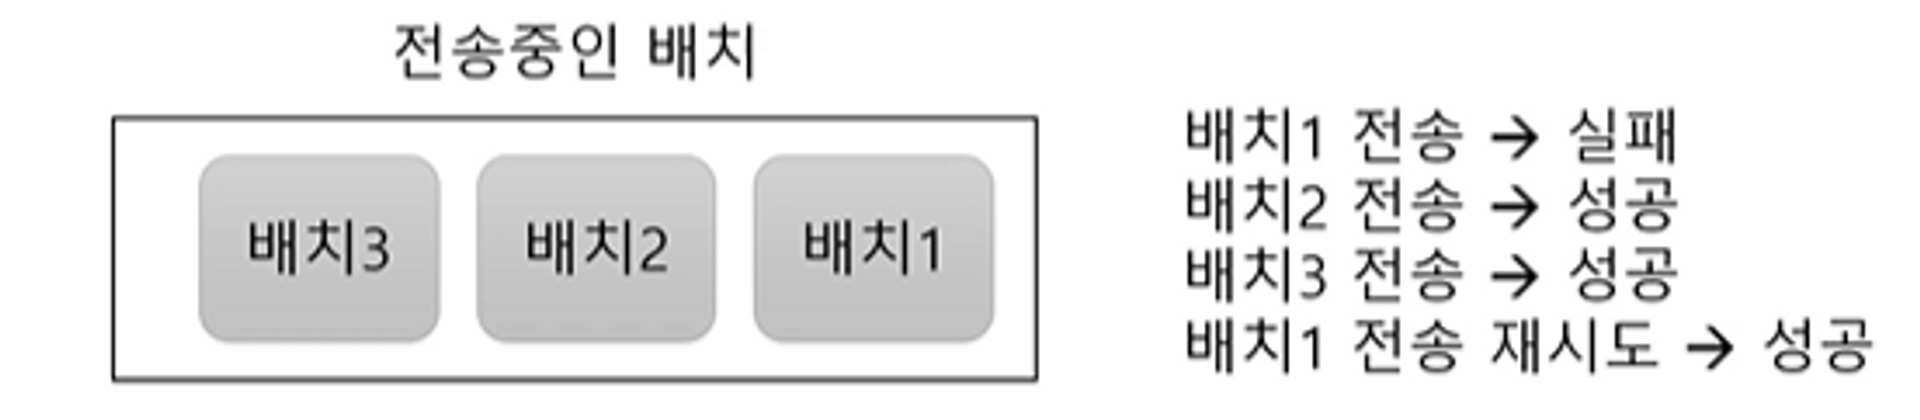 전송중인 배치
배치3 배치2 배치1
배치1 전송 → 실패
배치2 전송 → 성공
배치3 전송 → 성공
배치1 전송 재시도 → 성공